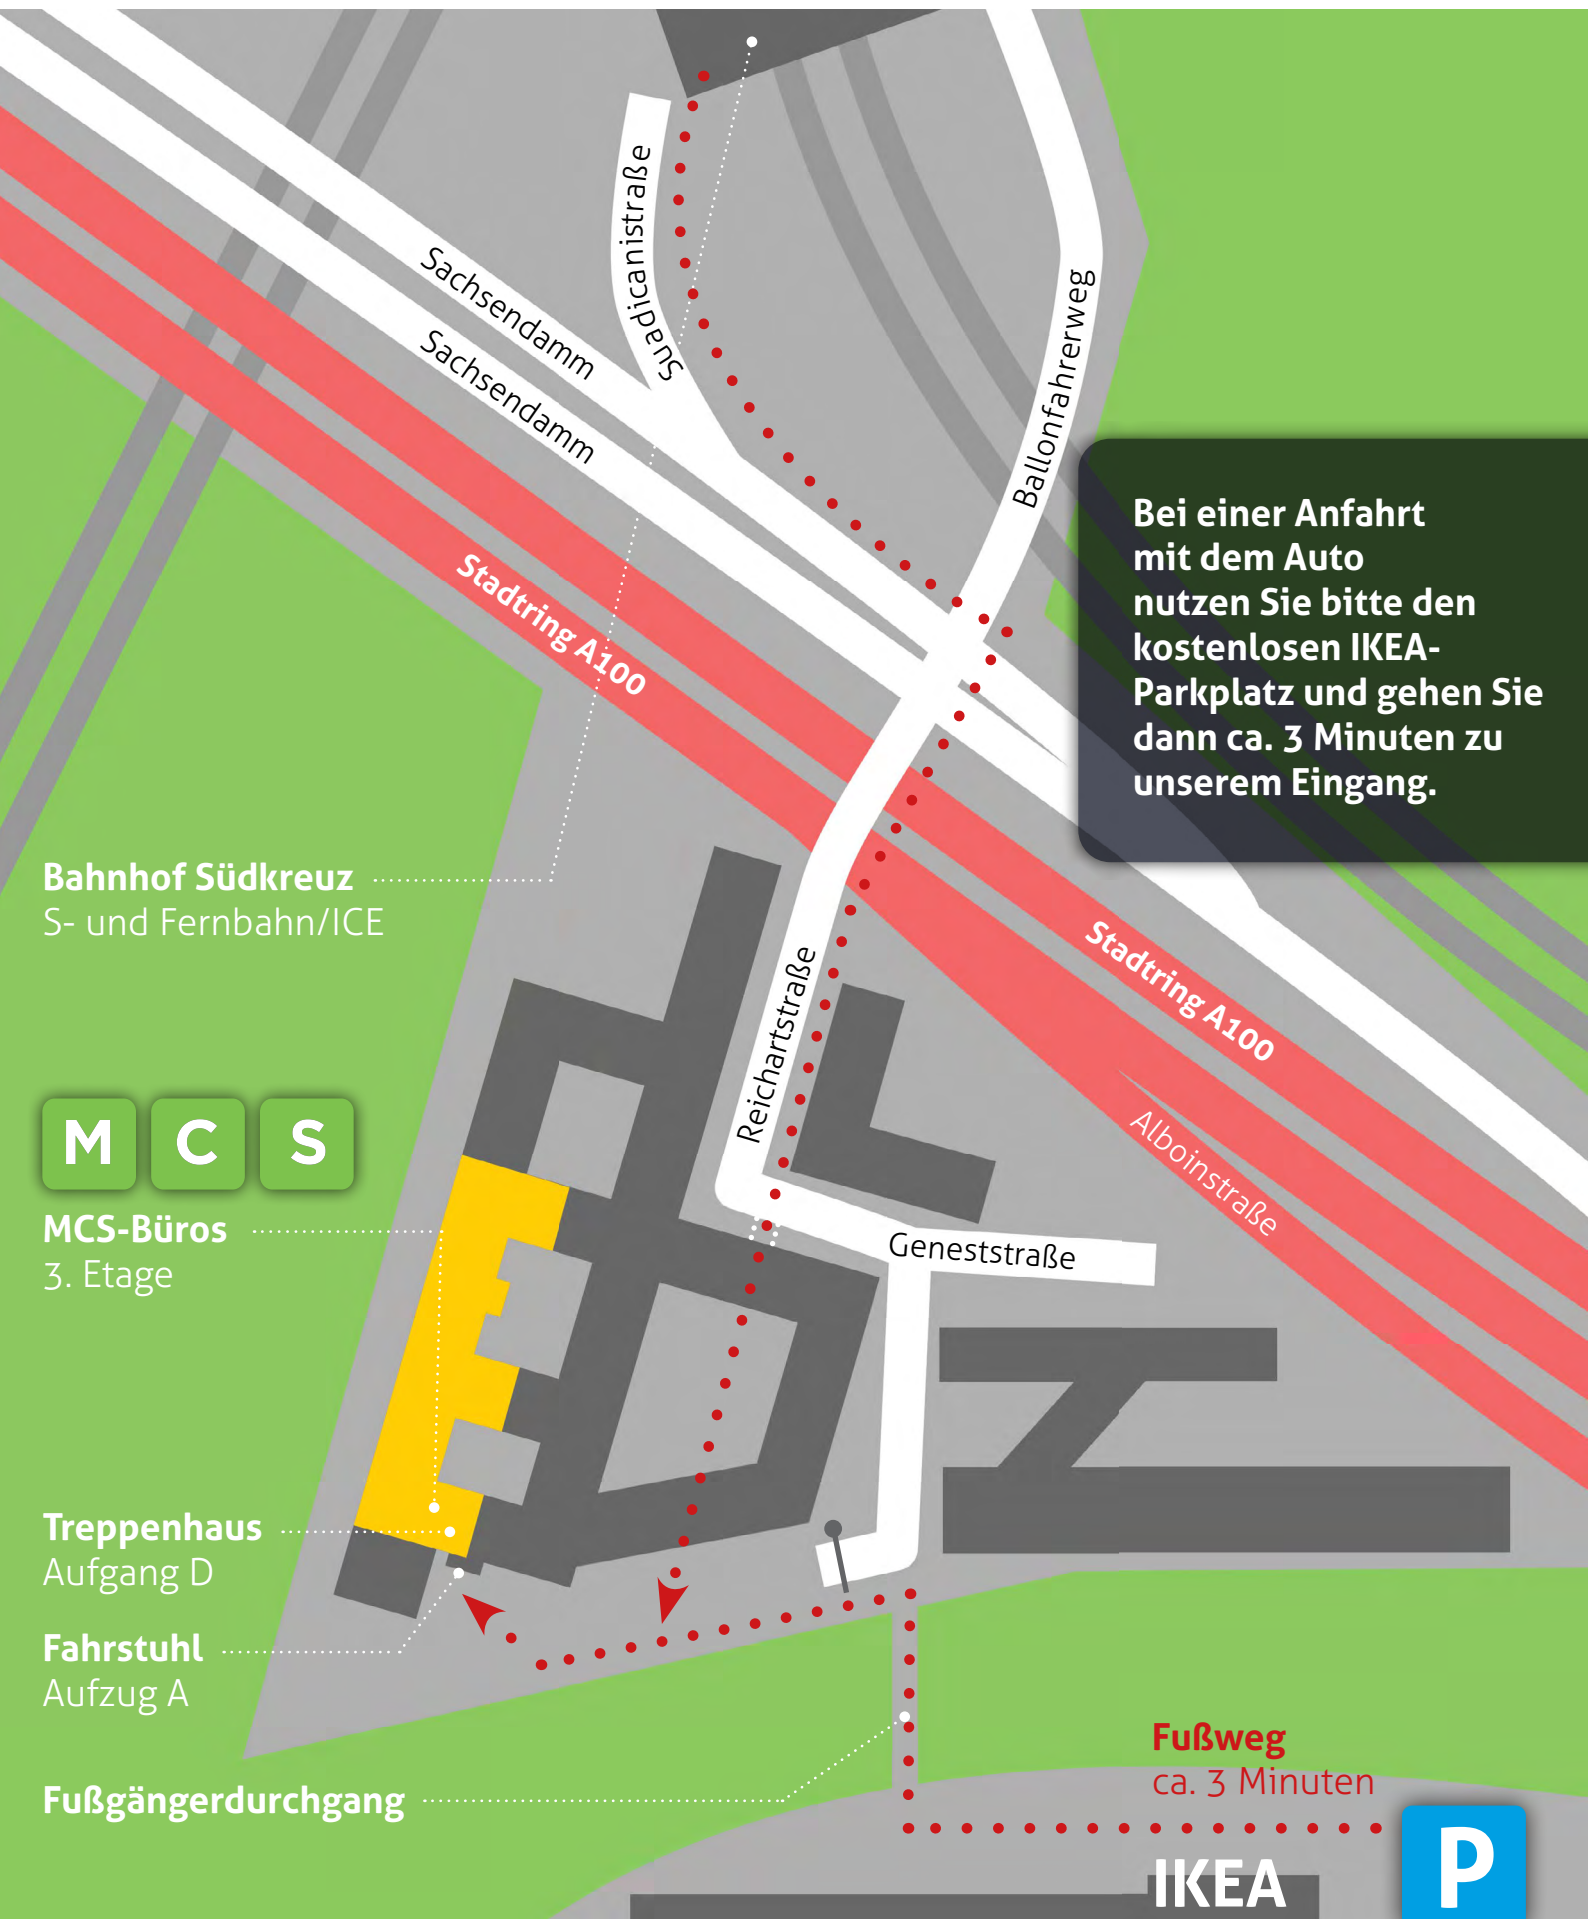 Suadicanistraße
Sachsendamm
Sachsendamm
Ballonfahrerweg
Stadtring A100
Bei einer Anfahrt
mit dem Auto
nutzen Sie bitte den
kostenlosen IKEA-
Parkplatz und gehen Sie
dann ca. 3 Minuten zu
unserem Eingang.
Bahnhof Südkreuz
S- und Fernbahn/ICE
Reichartstraße
Stadtring A100
Alboinstraße
M C S
MCS-Büros
3. Etage
Geneststraße
Treppenhaus
Aufgang D
Fahrstuhl
Aufzug A
Fußgängerdurchgang
Fußweg
ca. 3 Minuten
IKEA
P